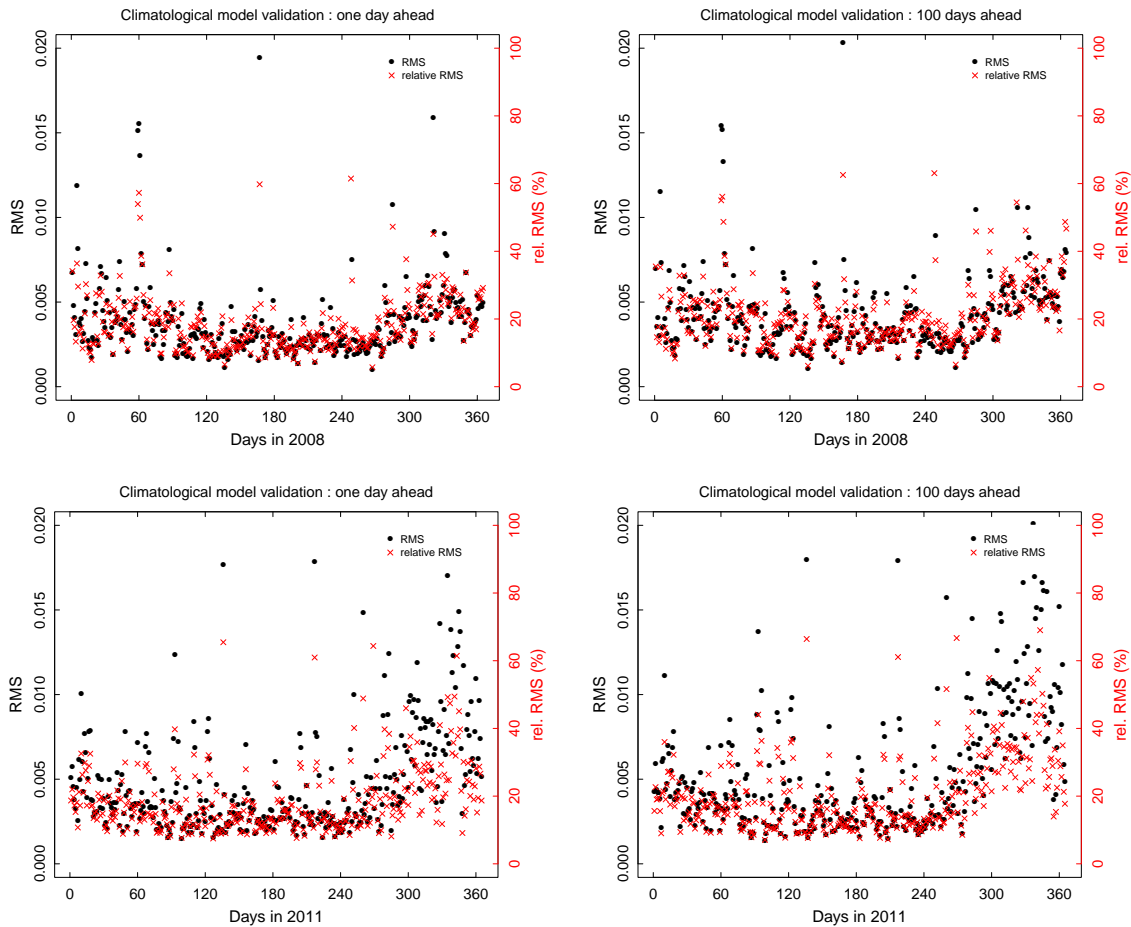 Climatological model validation : one day ahead
RMS
relative RMS
RMS
0.000 0.005 0.010 0.015 0.020
rel. RMS (%)
0 20 40 60 80 100
0 60 120 180 240 300 360
Days in 2008
Climatological model validation : 100 days ahead
RMS
relative RMS
RMS
0.000 0.005 0.010 0.015 0.020
rel. RMS (%)
0 20 40 60 80 100
0 60 120 180 240 300 360
Days in 2008
Climatological model validation : one day ahead
RMS
relative RMS
RMS
0.000 0.005 0.010 0.015 0.020
rel. RMS (%)
0 20 40 60 80 100
0 60 120 180 240 300 360
Days in 2011
Climatological model validation : 100 days ahead
RMS
relative RMS
RMS
0.000 0.005 0.010 0.015 0.020
rel. RMS (%)
0 20 40 60 80 100
0 60 120 180 240 300 360
Days in 2011